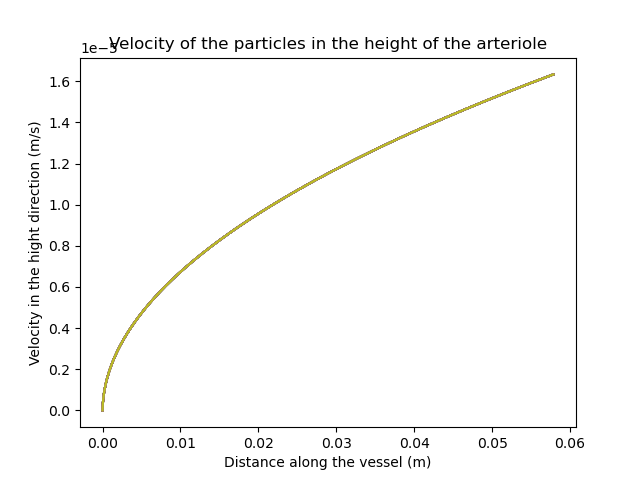 Velocity of the particles in the height of the arteriole
1e−5
1.6
1.4
1.2
1.0
0.8
0.6
0.4
0.2
0.0
Velocity in the hight direction (m/s)
0.00 0.01 0.02 0.03 0.04 0.05 0.06
Distance along the vessel (m)